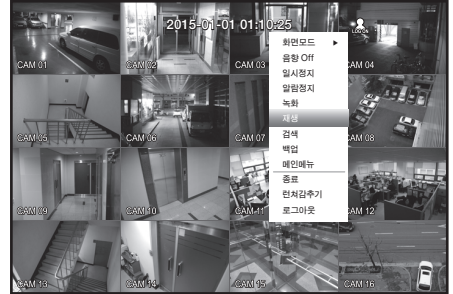 2015-01-01 01:10:25
LOG ON
CAM 01
CAM 02
CAM 03
CAM 04
화면모드 ▶
음향 Off
일시정지
알람정지
녹화
재생
검색
백업
메인메뉴
종료
런쳐감추기
로그아웃
CAM 05
CAM 06
CAM 07
CAM 08
CAM 09
CAM 10
CAM 11
CAM 12
CAM 13
CAM 14
CAM 15
CAM 16